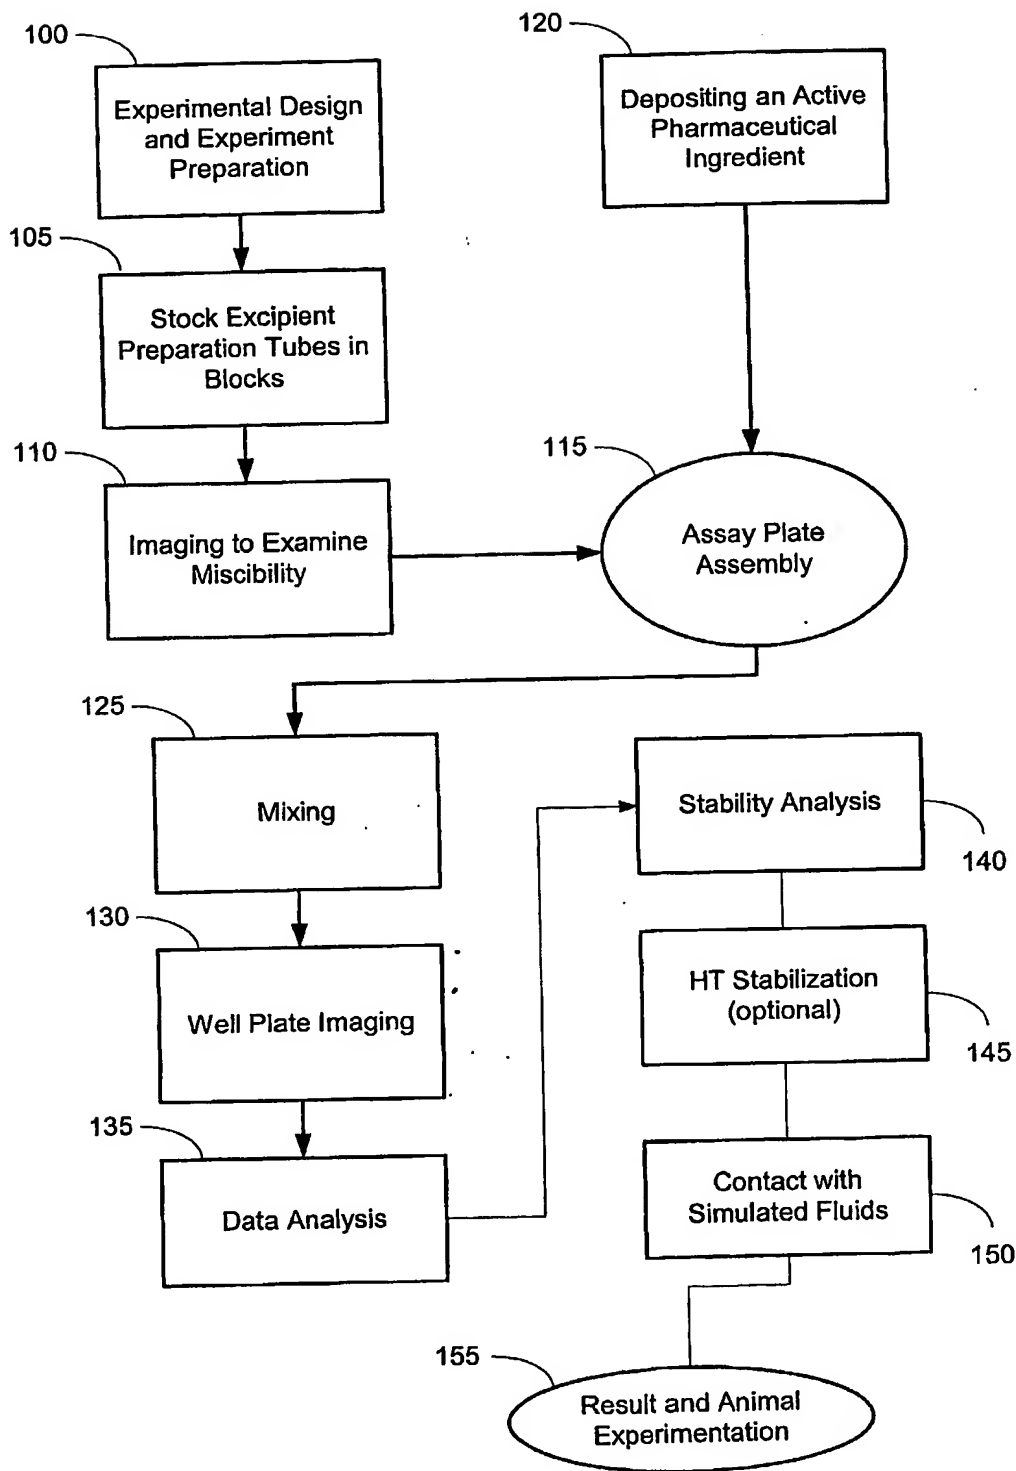 100
Experimental Design
and Experiment
Preparation
120
Depositing an Active
Pharmaceutical
Ingredient
105
Stock Excipient
Preparation Tubes in
Blocks
110
Imaging to Examine
Miscibility
115
Assay Plate
Assembly
125
Mixing
130
Well Plate Imaging
135
Data Analysis
Stability Analysis
140
HT Stabilization
(optional)
145
Contact with
Simulated Fluids
150
155
Result and Animal
Experimentation